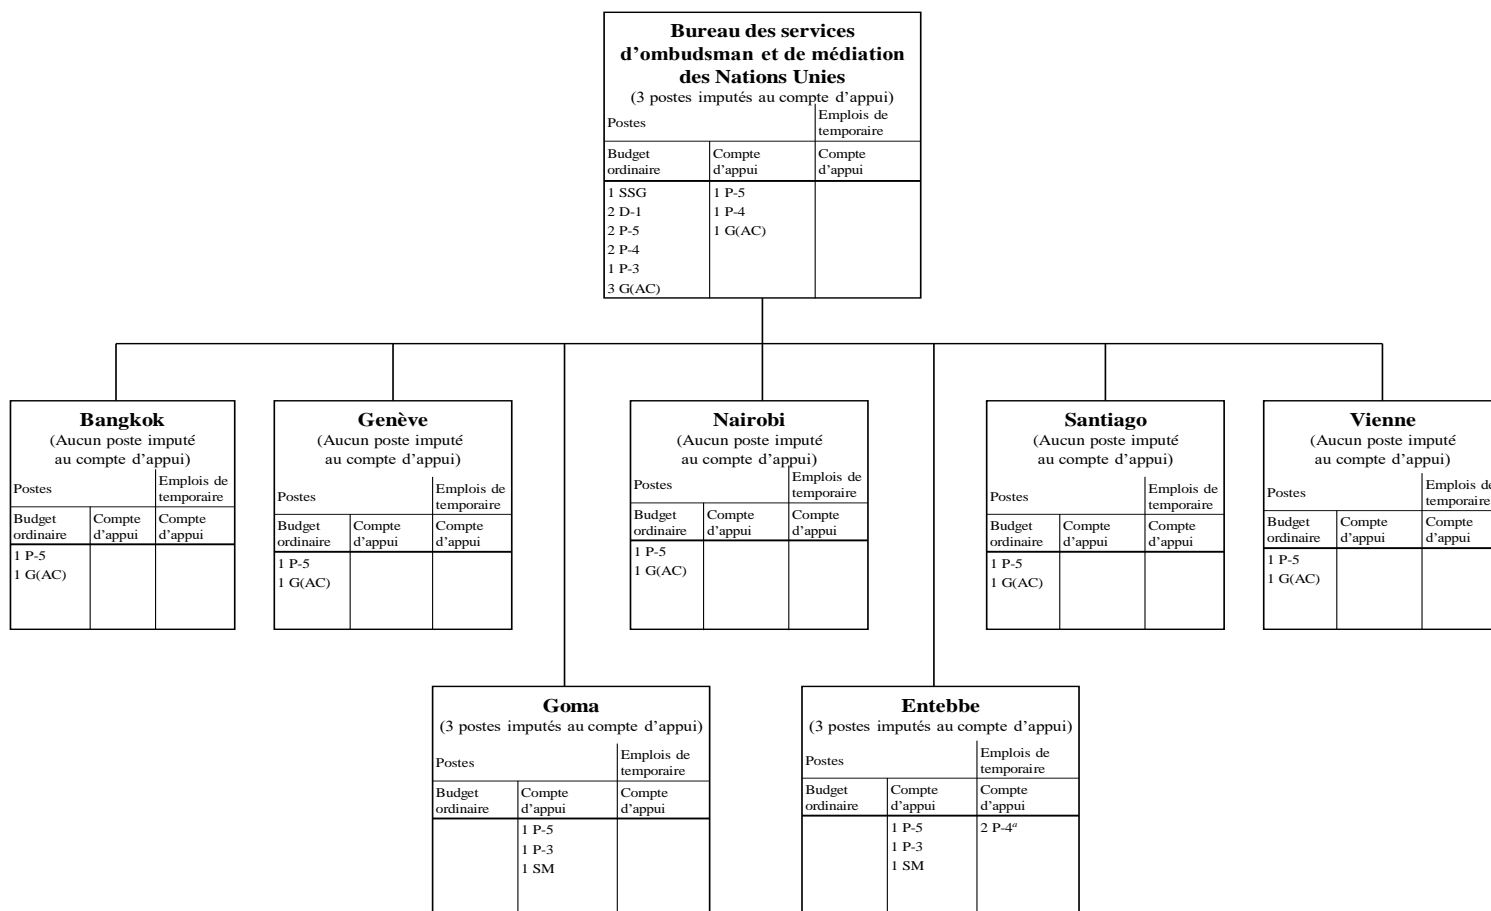 Bureau des services
d’ombudsman et de médiation
des Nations Unies
(3 postes imputés au compte d’appui)
Postes
Emplois de
temporaire
Budget
ordinaire
Compte
d’appui
Compte
d’appui
1 SSG
2 D-1
2 P-5
2 P-4
1 P-3
3 G(AC)
1 P-5
1 P-4
1 G(AC)
Bangkok
(Aucun poste imputé
au compte d’appui)
Postes
Emplois de
temporaire
Budget
ordinaire
Compte
d’appui
Compte
d’appui
1 P-5
1 G(AC)
Genève
(Aucun poste imputé
au compte d’appui)
Postes
Emplois de
temporaire
Budget
ordinaire
Compte
d’appui
Compte
d’appui
1 P-5
1 G(AC)
Nairobi
(Aucun poste imputé
au compte d’appui)
Postes
Emplois de
temporaire
Budget
ordinaire
Compte
d’appui
Compte
d’appui
1 P-5
1 G(AC)
Santiago
(Aucun poste imputé
au compte d’appui)
Postes
Emplois de
temporaire
Budget
ordinaire
Compte
d’appui
Compte
d’appui
1 P-5
1 G(AC)
Vienne
(Aucun poste imputé
au compte d’appui)
Postes
Emplois de
temporaire
Budget
ordinaire
Compte
d’appui
Compte
d’appui
1 P-5
1 G(AC)
Goma
(3 postes imputés au compte d’appui)
Postes
Emplois de
temporaire
Budget
ordinaire
Compte
d’appui
Compte
d’appui
1 P-5
1 P-3
1 SM
Entebbe
(3 postes imputés au compte d’appui)
Postes
Emplois de
temporaire
Budget
ordinaire
Compte
d’appui
Compte
d’appui
1 P-5
1 P-3
1 SM
2 P-4ᵃ